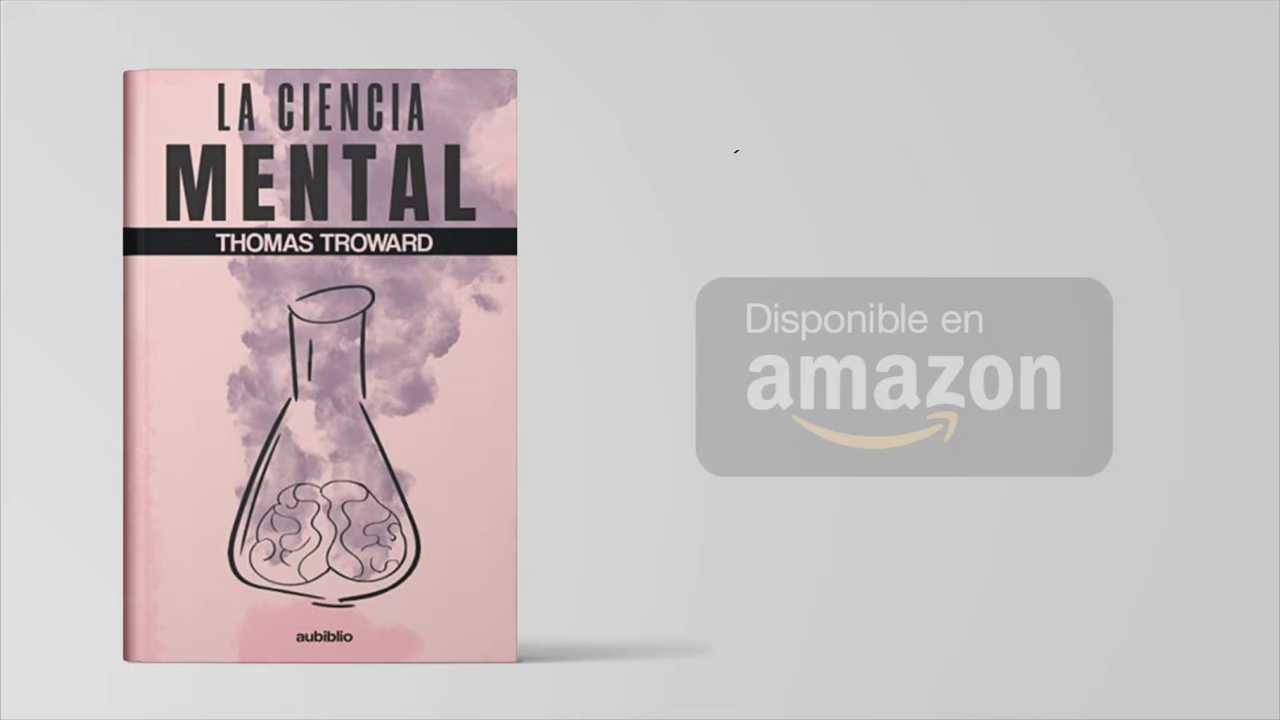 LA CIENCIA
MENTAL
THOMAS TROWARD
aubiblio
Disponible en
amazon